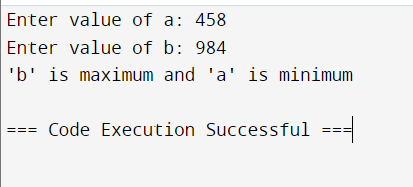 Enter value of a: 458
Enter value of b: 984
'b' is maximum and 'a' is minimum
=== Code Execution Successful ===